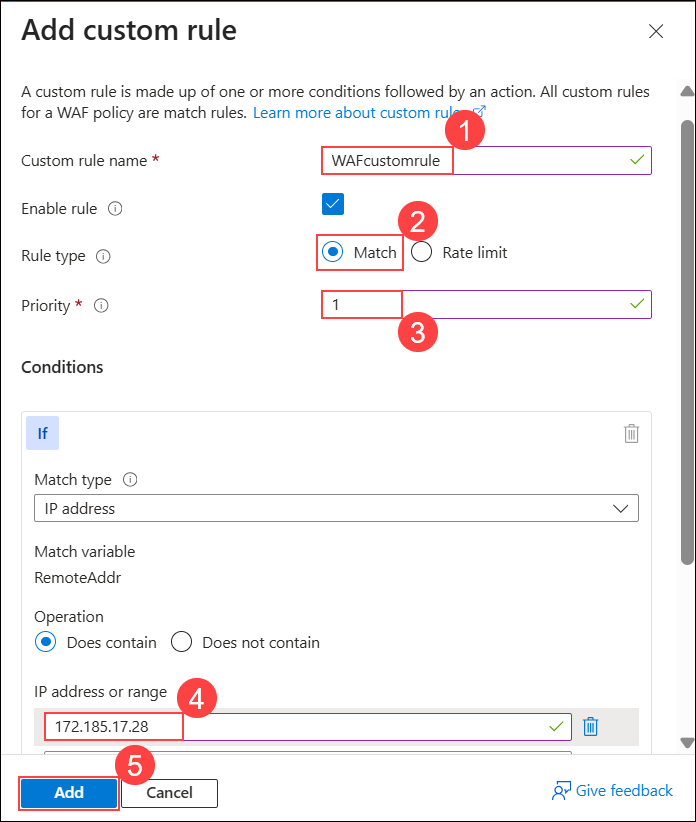 Add custom rule
A custom rule is made up of one or more conditions followed by an action. All custom rules
for a WAF policy are match rules. Learn more about custom rule
1
Custom rule name *
WAFcustomrule
Enable rule
2
Rule type
Match
Rate limit
Priority *
1
3
Conditions
If
Match type
IP address
Match variable
RemoteAddr
Operation
Does contain
Does not contain
IP address or range
4
172.185.17.28
5
Add
Cancel
Give feedback